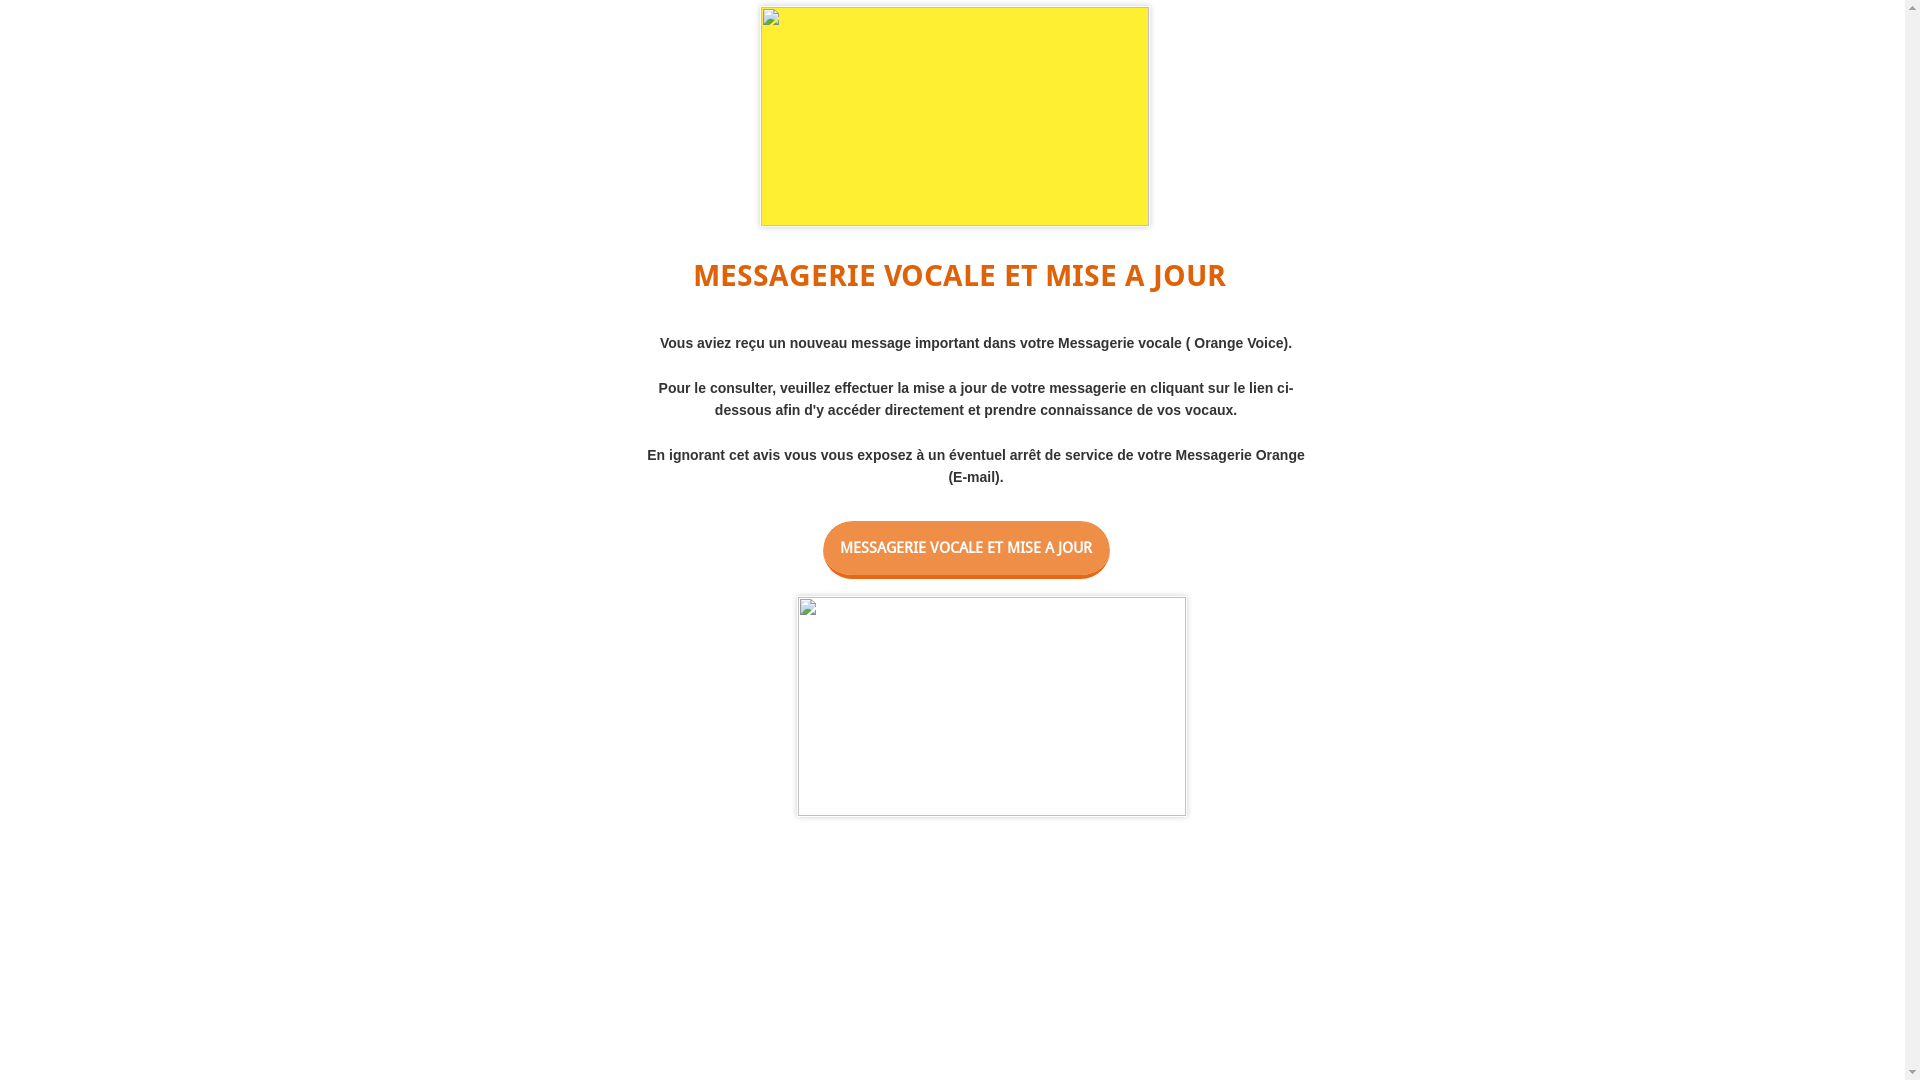 MESSAGERIE VOCALE ET MISE A JOUR
Vous aviez reçu un nouveau message important dans votre Messagerie vocale ( Orange Voice).
Pour le consulter, veuillez effectuer la mise a jour de votre messagerie en cliquant sur le lien ci-
dessous afin d'y accéder directement et prendre connaissance de vos vocaux.
En ignorant cet avis vous vous exposez à un éventuel arrêt de service de votre Messagerie Orange
(E-mail).
MESSAGERIE VOCALE ET MISE A JOUR